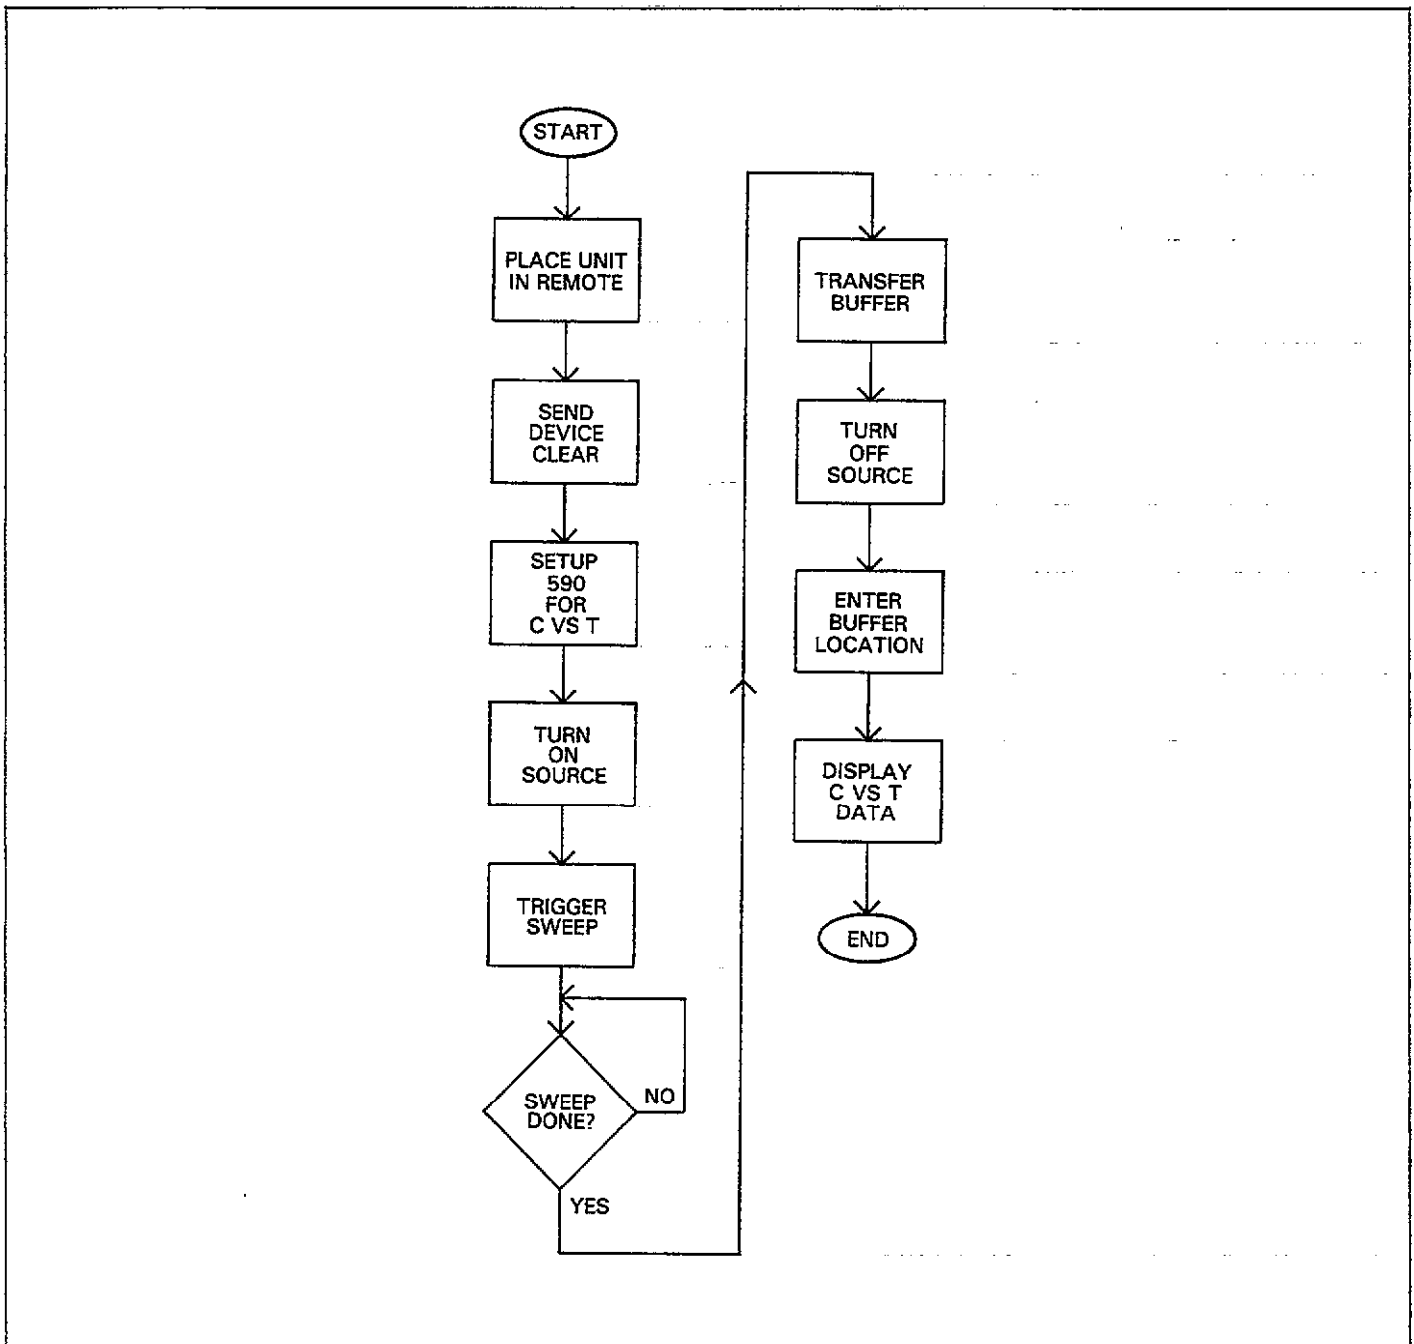 START
PLACE UNIT
IN REMOTE
SEND
DEVICE
CLEAR
SETUP
590
FOR
C VS T
TURN
ON
SOURCE
TRIGGER
SWEEP
SWEEP
DONE?
NO
YES
TRANSFER
BUFFER
TURN
OFF
SOURCE
ENTER
BUFFER
LOCATION
DISPLAY
C VS T
DATA
END